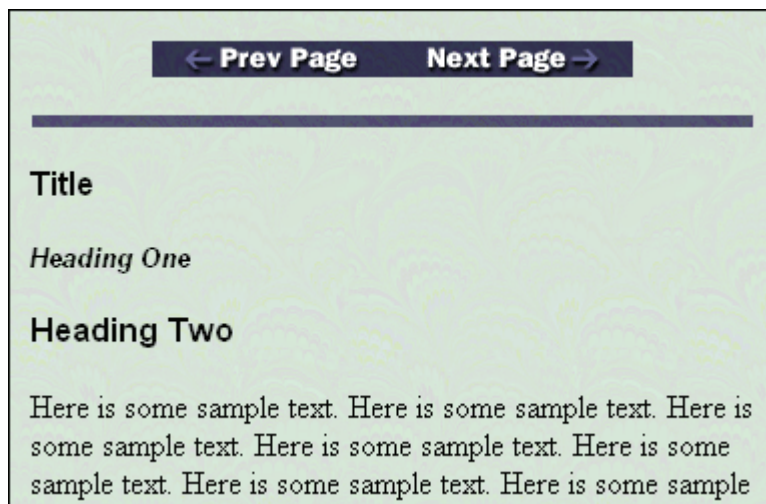 ← Prev Page Next Page →
Title
Heading One
Heading Two
Here is some sample text. Here is some sample text. Here is
some sample text. Here is some sample text. Here is some
sample text. Here is some sample text. Here is some sample